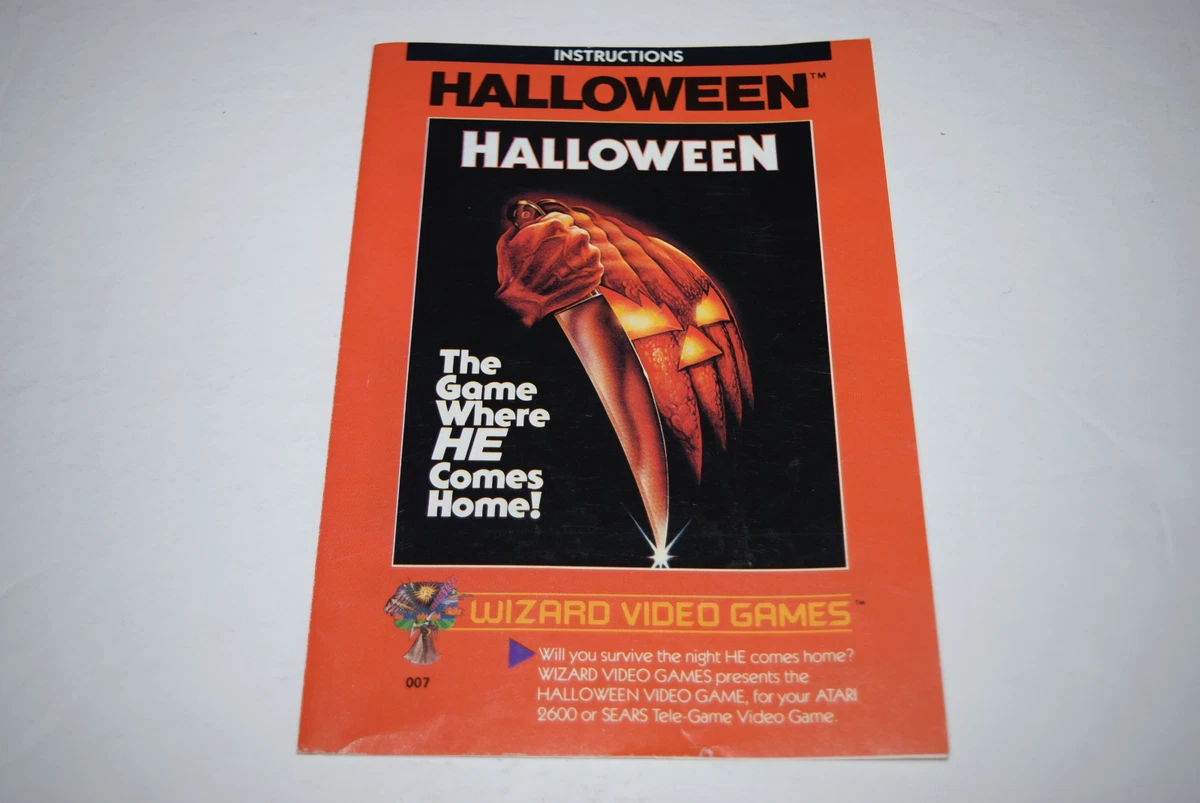 INSTRUCTIONS
HALLOWEEN™
HALLOWEEN
The
Game
Where
HE
Comes
Home!
WIZARD VIDEO GAMES™
Will you survive the night HE comes home?
WIZARD VIDEO GAMES presents the
HALLOWEEN VIDEO GAME, for your ATARI
2600 or SEARS Tele-Game Video Game.
007